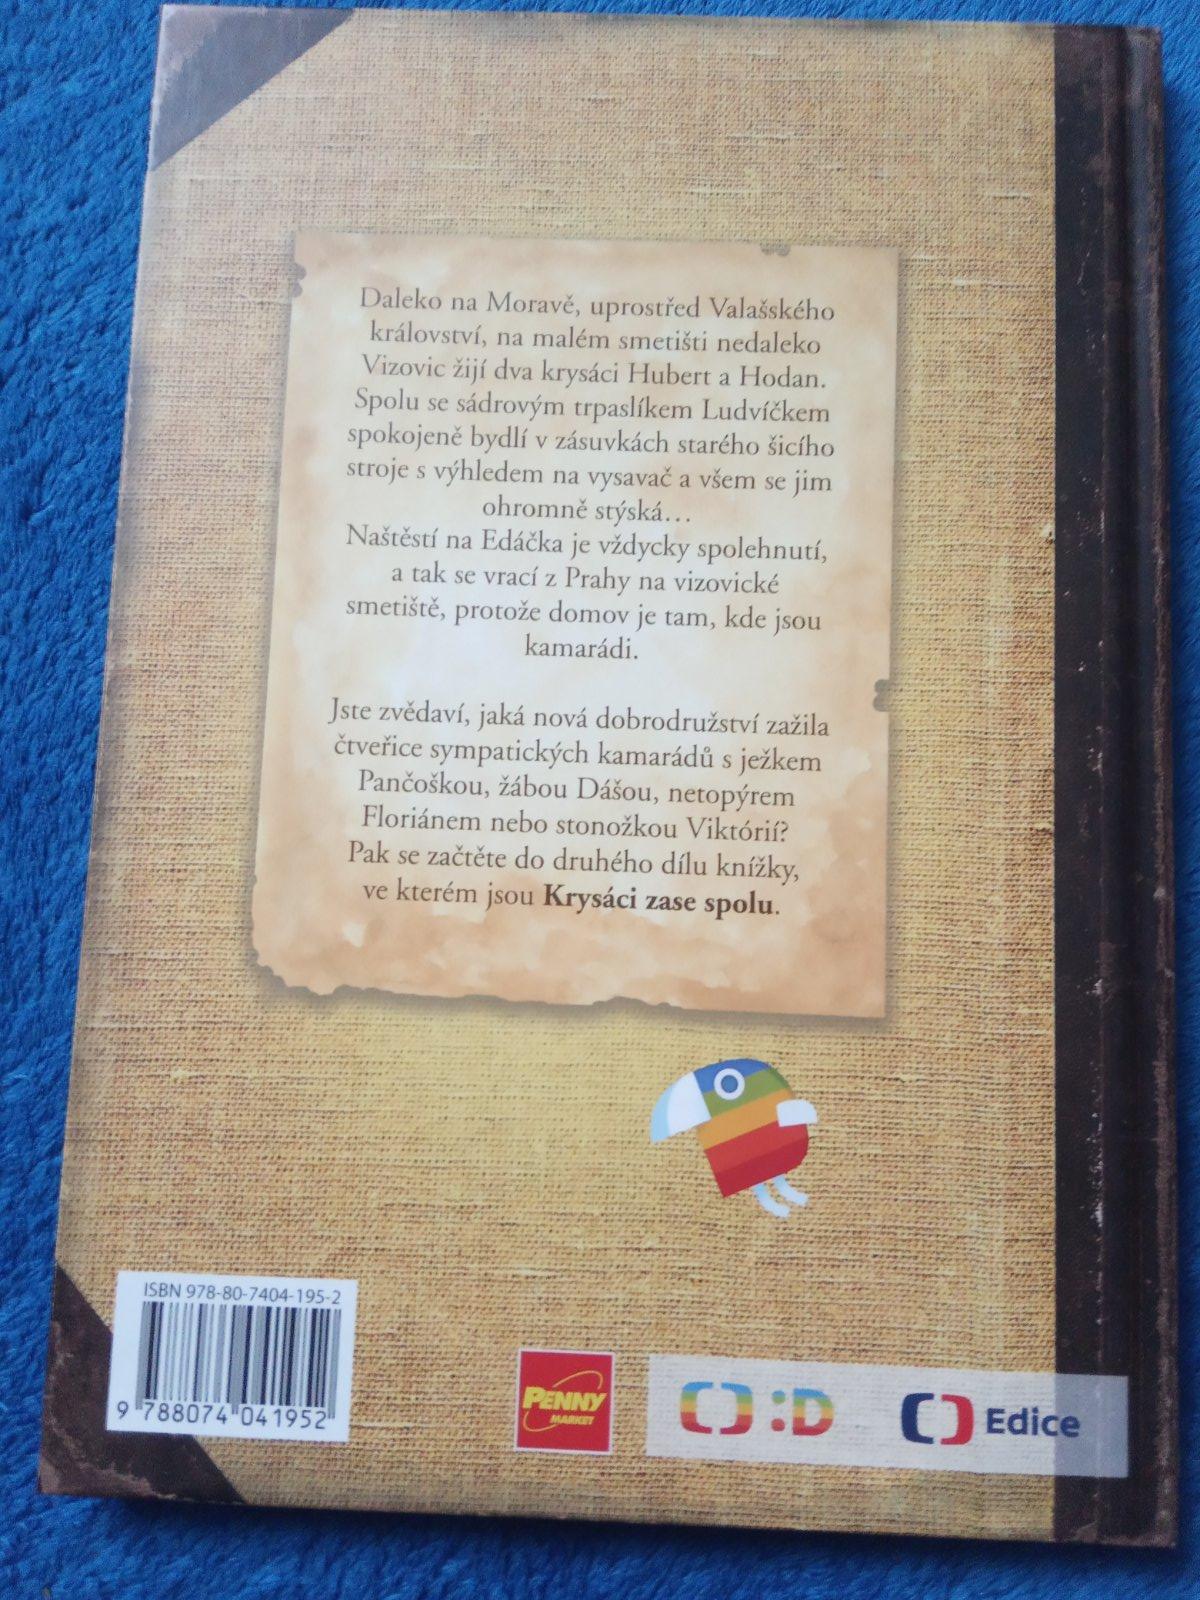 Daleko na Moravě, uprostřed Valašského
království, na malém smetišti nedaleko
Vizovic žijí dva krysáci Hubert a Hodan.
Spolu se sádrovým trpaslíkem Ludvíčkem
spokojeně bydlí v zásuvkách starého šicího
stroje s výhledem na vysavač a všem se jim
ohromně stýská…
Naštěstí na Edáčka je vždycky spolehnutí,
a tak se vrací z Prahy na vizovické
smetiště, protože domov je tam, kde jsou
kamarádi.
Jste zvědaví, jaká nová dobrodružství zažila
čtveřice sympatických kamarádů s ježkem
Pančoškou, žábou Dášou, netopýrem
Floriánem nebo stonožkou Viktórií?
Pak se začtěte do druhého dílu knížky,
ve kterém jsou Krysáci zase spolu.
ISBN 978-80-7404-195-2
9 788074 041952
PENNY
MARKET
:D
Edice